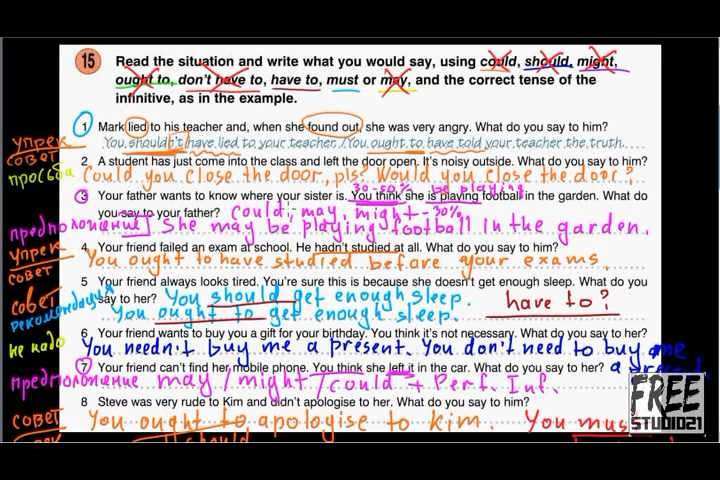 15 Read the situation and write what you would say, using could, should, might,
ought to, don't have to, have to, must or may, and the correct tense of the
infinitive, as in the example.
1 Mark lied to his teacher and, when she found out, she was very angry. What do you say to him?
упрек
You shouldn't have lied to your teacher./You ought to have told your teacher the truth.
совет
2 A student has just come into the class and left the door open. It's noisy outside. What do you say to him?
просьба Could you close the door, pls? Would you close the door?
30-50% be playing
3 Your father wants to know where your sister is. You think she is playing football in the garden. What do
you say to your father? Could, may, might -30%
предположение She may be playing football in the garden.
4 Your friend failed an exam at school. He hadn't studied at all. What do you say to him?
упрек
You ought to have studied before your exams.
совет
5 Your friend always looks tired. You're sure this is because she doesn't get enough sleep. What do you
say to her? You should get enough sleep. have to?
совет
рекомендация You ought to get enough sleep.
6 Your friend wants to buy you a gift for your birthday. You think it's not necessary. What do you say to her?
не надо You needn't buy me a present. You don't need to buy me
7 Your friend can't find her mobile phone. You think she left it in the car. What do you say to her? a present.
предположение may/might/could + Perf. Inf.
8 Steve was very rude to Kim and didn't apologise to her. What do you say to him?
совет You ought to apologise to Kim. You mus
should
FREE
STUDIO21